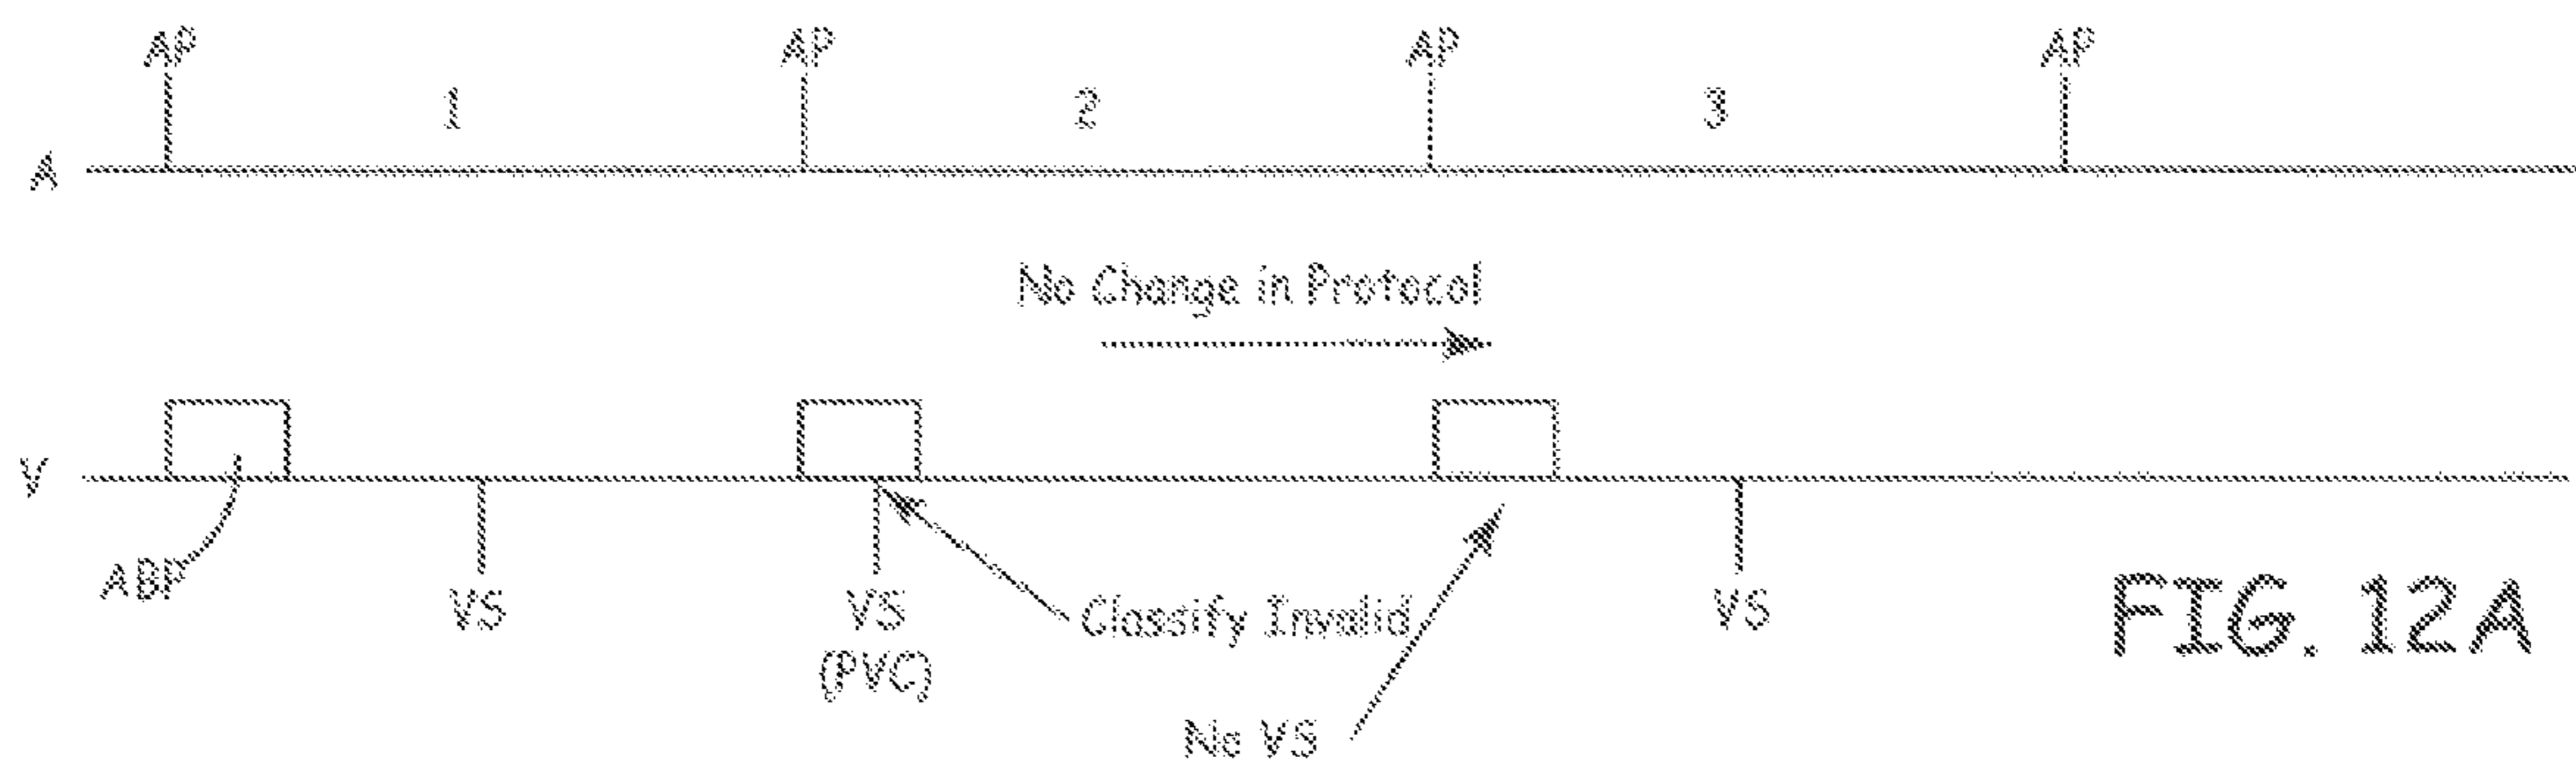 AP AP AP AP
1 2 3
A
No Change in Protocol
V
ABP
VS VS VS
(PVC)
Classify Invalid
No VS
FIG. 12A